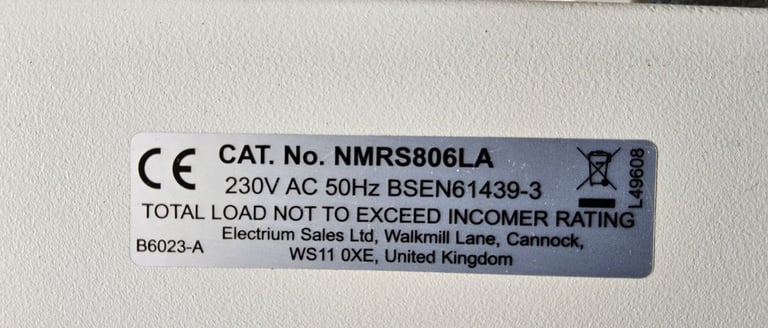 CE CAT. No. NMRS806LA
230V AC 50Hz BSEN61439-3
TOTAL LOAD NOT TO EXCEED INCOMER RATING
B6023-A
Electrium Sales Ltd, Walkmill Lane, Cannock,
WS11 0XE, United Kingdom
L49608